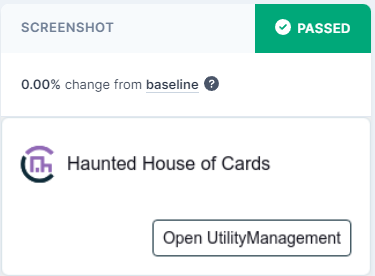 SCREENSHOT
PASSED
0.00% change from baseline ?
Haunted House of Cards
Open UtilityManagement